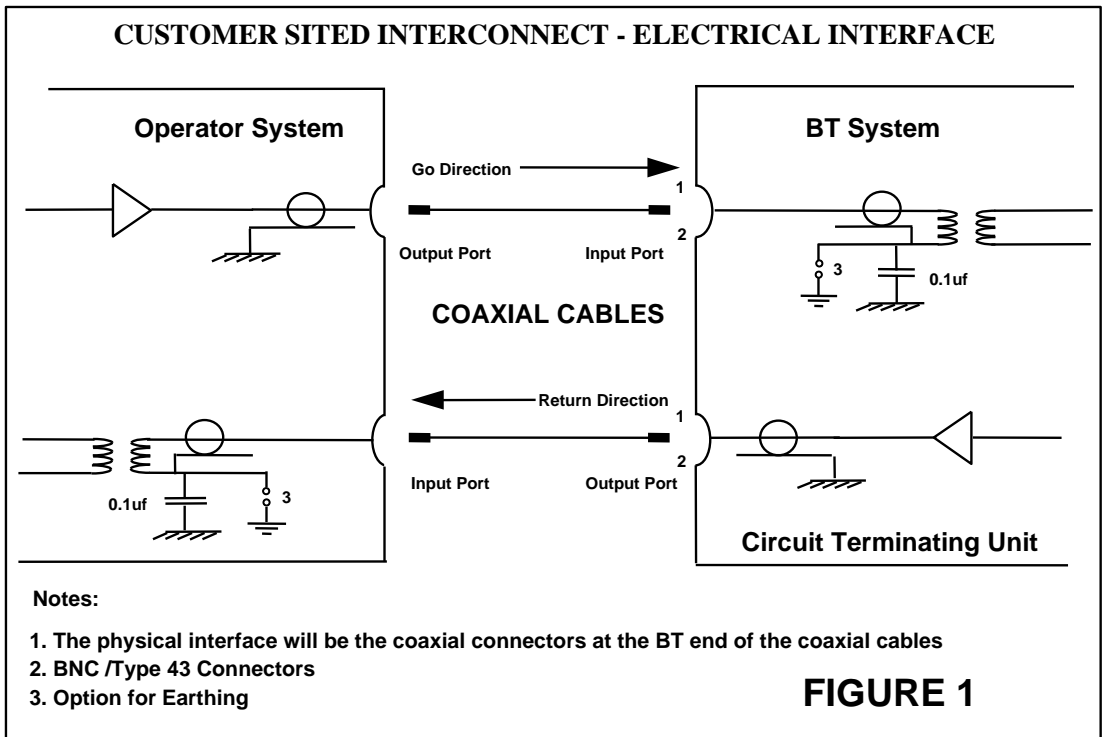 CUSTOMER SITED INTERCONNECT - ELECTRICAL INTERFACE
Operator System
BT System
Go Direction
1
2
Output Port
Input Port
3
0.1uf
COAXIAL CABLES
Return Direction
1
2
Input Port
Output Port
0.1uf
3
Circuit Terminating Unit
Notes:
1. The physical interface will be the coaxial connectors at the BT end of the coaxial cables
2. BNC /Type 43 Connectors
3. Option for Earthing
FIGURE 1